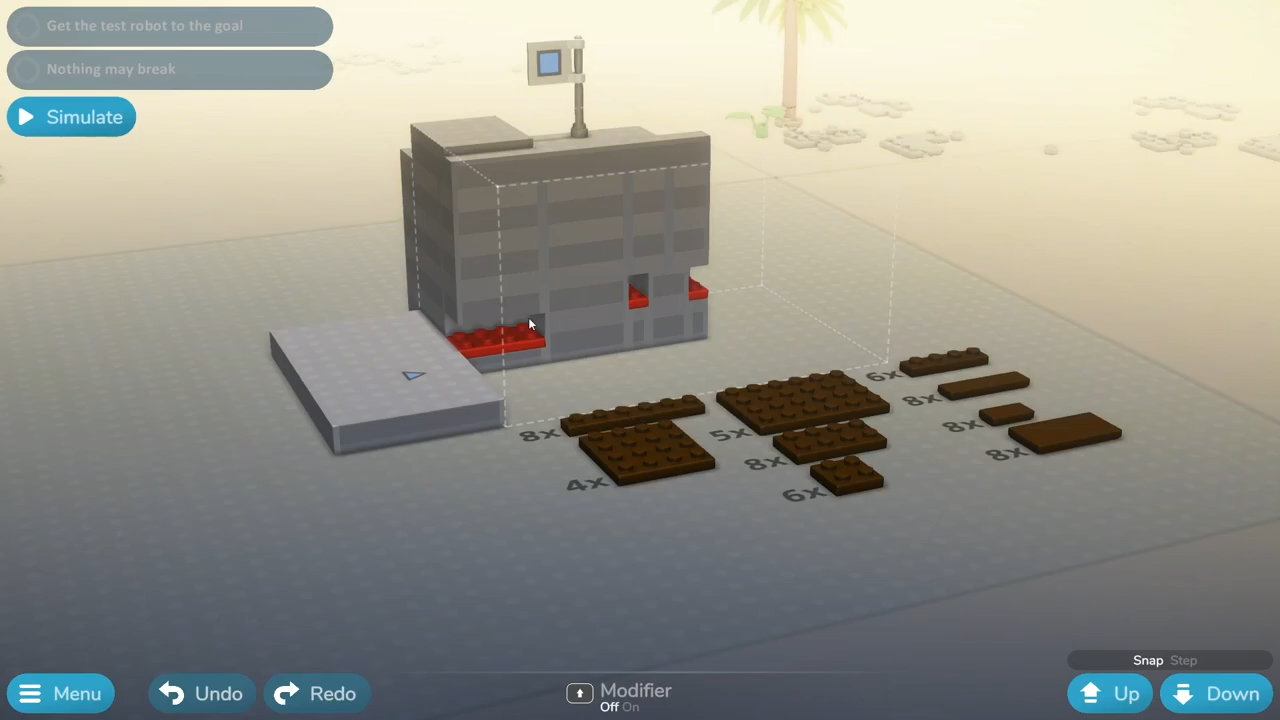 Get the test robot to the goal
Nothing may break
Simulate
8x
4x
5x
8x
6x
6x
8x
8x
8x
Snap Step
Menu
Undo
Redo
Modifier
Off On
Up
Down